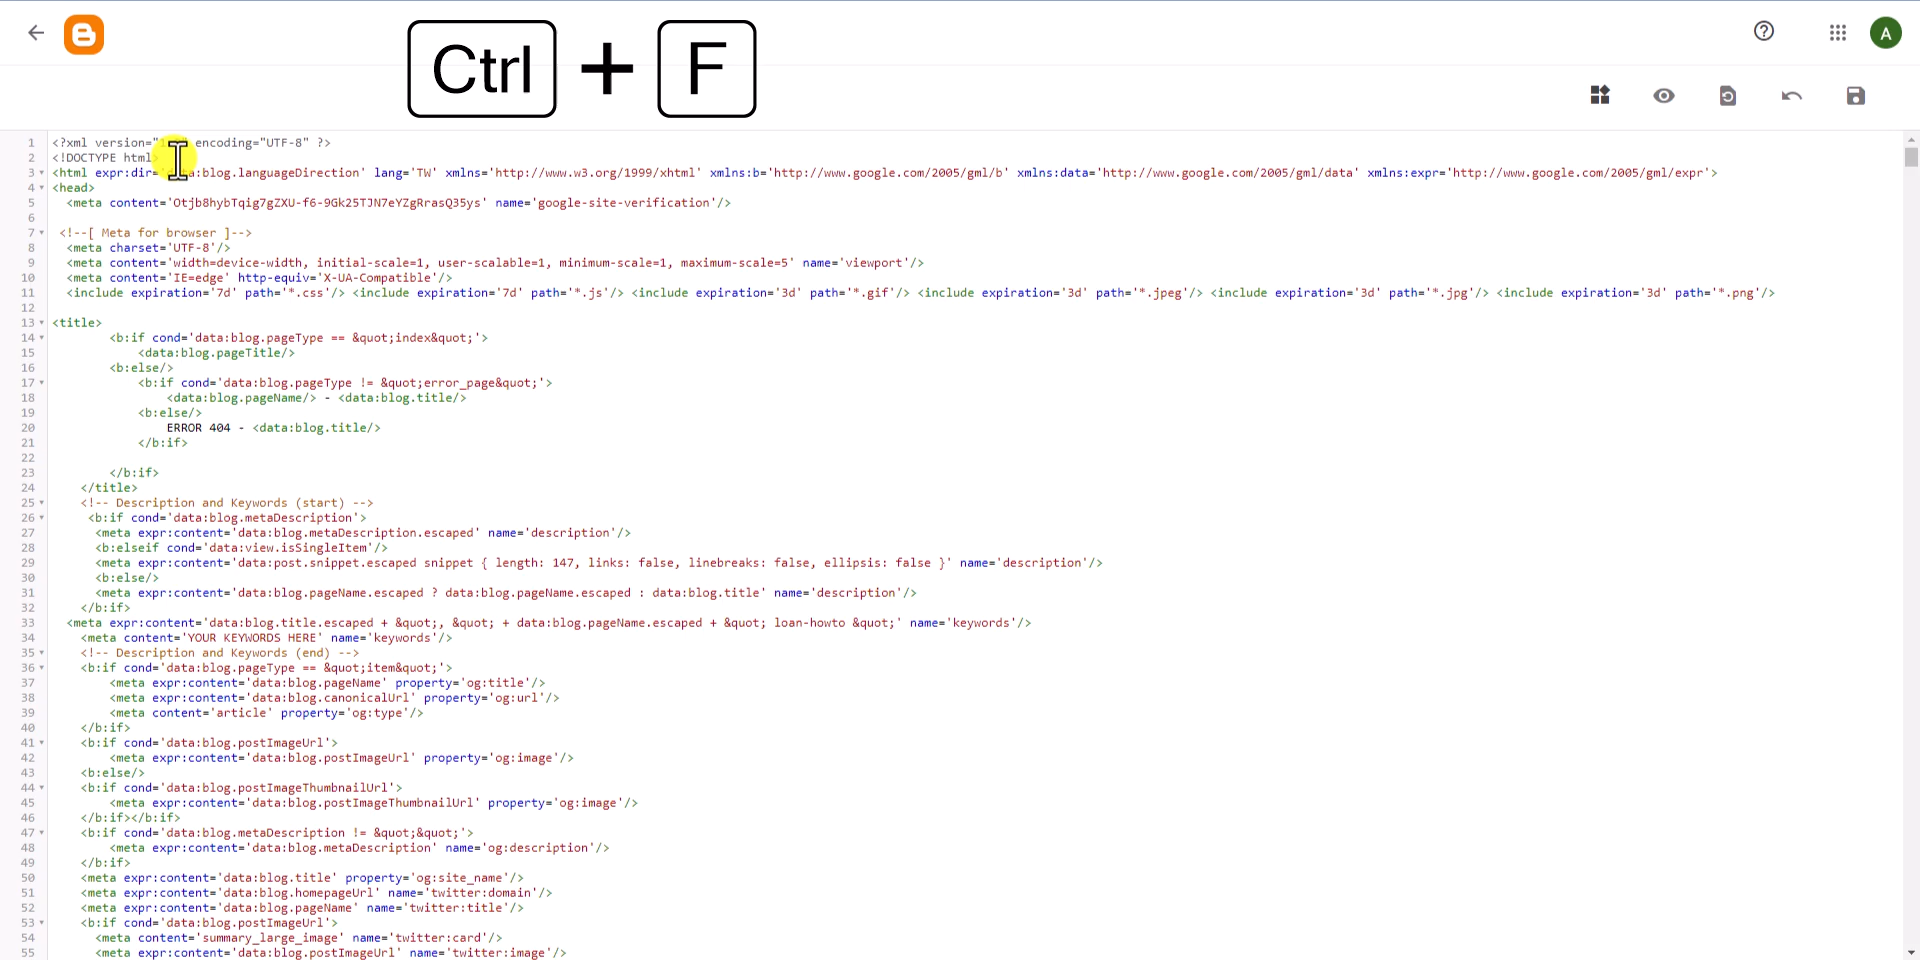 Ctrl + F
A
1 <?xml version="1 encoding="UTF-8" ?>
2 <!DOCTYPE html
3 <html expr:dir=' a:blog.languageDirection' lang='TW' xmlns='http://www.w3.org/1999/xhtml' xmlns:b='http://www.google.com/2005/gml/b' xmlns:data='http://www.google.com/2005/gml/data' xmlns:expr='http://www.google.com/2005/gml/expr'>
4 <head>
5 <meta content='Otjb8hybTqig7gZXU-f6-9Gk25TJN7eYZgRrasQ35ys' name='google-site-verification'/>
6
7 <!--[ Meta for browser ]-->
8 <meta charset='UTF-8'/>
9 <meta content='width=device-width, initial-scale=1, user-scalable=1, minimum-scale=1, maximum-scale=5' name='viewport'/>
10 <meta content='IE=edge' http-equiv='X-UA-Compatible'/>
11 <include expiration='7d' path='*.css'/> <include expiration='7d' path='*.js'/> <include expiration='3d' path='*.gif'/> <include expiration='3d' path='*.jpeg'/> <include expiration='3d' path='*.jpg'/> <include expiration='3d' path='*.png'/>
12
13 <title>
14 <b:if cond='data:blog.pageType == &quot;index&quot;'>
15 <data:blog.pageTitle/>
16 <b:else/>
17 <b:if cond='data:blog.pageType != &quot;error_page&quot;'>
18 <data:blog.pageName/> - <data:blog.title/>
19 <b:else/>
20 ERROR 404 - <data:blog.title/>
21 </b:if>
22
23 </b:if>
24 </title>
25 <!-- Description and Keywords (start) -->
26 <b:if cond='data:blog.metaDescription'>
27 <meta expr:content='data:blog.metaDescription.escaped' name='description'/>
28 <b:elseif cond='data:view.isSingleItem'/>
29 <meta expr:content='data:post.snippet.escaped snippet { length: 147, links: false, linebreaks: false, ellipsis: false }' name='description'/>
30 <b:else/>
31 <meta expr:content='data:blog.pageName.escaped ? data:blog.pageName.escaped : data:blog.title' name='description'/>
32 </b:if>
33 <meta expr:content='data:blog.title.escaped + &quot;, &quot; + data:blog.pageName.escaped + &quot; loan-howto &quot;' name='keywords'/>
34 <meta content='YOUR KEYWORDS HERE' name='keywords'/>
35 <!-- Description and Keywords (end) -->
36 <b:if cond='data:blog.pageType == &quot;item&quot;'>
37 <meta expr:content='data:blog.pageName' property='og:title'/>
38 <meta expr:content='data:blog.canonicalUrl' property='og:url'/>
39 <meta content='article' property='og:type'/>
40 </b:if>
41 <b:if cond='data:blog.postImageUrl'>
42 <meta expr:content='data:blog.postImageUrl' property='og:image'/>
43 <b:else/>
44 <b:if cond='data:blog.postImageThumbnailUrl'>
45 <meta expr:content='data:blog.postImageThumbnailUrl' property='og:image'/>
46 </b:if></b:if>
47 <b:if cond='data:blog.metaDescription != &quot;&quot;'>
48 <meta expr:content='data:blog.metaDescription' name='og:description'/>
49 </b:if>
50 <meta expr:content='data:blog.title' property='og:site_name'/>
51 <meta expr:content='data:blog.homepageUrl' name='twitter:domain'/>
52 <meta expr:content='data:blog.pageName' name='twitter:title'/>
53 <b:if cond='data:blog.postImageUrl'>
54 <meta content='summary_large_image' name='twitter:card'/>
55 <meta expr:content='data:blog.postImageUrl' name='twitter:image'/>